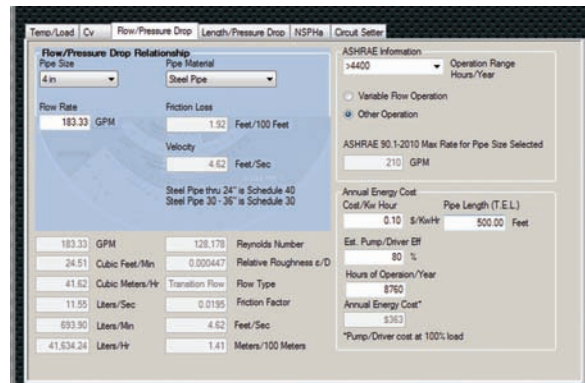 Temp/Load Cv Flow/Pressure Drop Length/Pressure Drop NSPHa Circuit Setter
Flow/Pressure Drop Relationship
Pipe Size Pipe Material
4 in Steel Pipe
Flow Rate Friction Loss
183.33 GPM 1.92 Feet/100 Feet
Velocity
4.62 Feet/Sec
Steel Pipe thru 24" is Schedule 40
Steel Pipe 30 - 36" is Schedule 30
183.33 GPM 128,178 Reynolds Number
24.51 Cubic Feet/Min 0.000447 Relative Roughness ε/D
41.62 Cubic Meters/Hr Transition Flow Flow Type
11.55 Liters/Sec 0.0195 Friction Factor
693.90 Liters/Min 4.62 Feet/Sec
41,634.24 Liters/Hr 1.41 Meters/100 Meters
ASHRAE Information
>4400 Operation Range
Hours/Year
Variable Flow Operation
Other Operation
ASHRAE 90.1-2010 Max Rate for Pipe Size Selected
210 GPM
Annual Energy Cost
Cost/Kw Hour Pipe Length (T.E.L.)
0.10 $/KwHr 500.00 Feet
Est. Pump/Driver Eff
80 %
Hours of Operaion/Year
8760
Annual Energy Cost*
$363
*Pump/Driver cost at 100% load